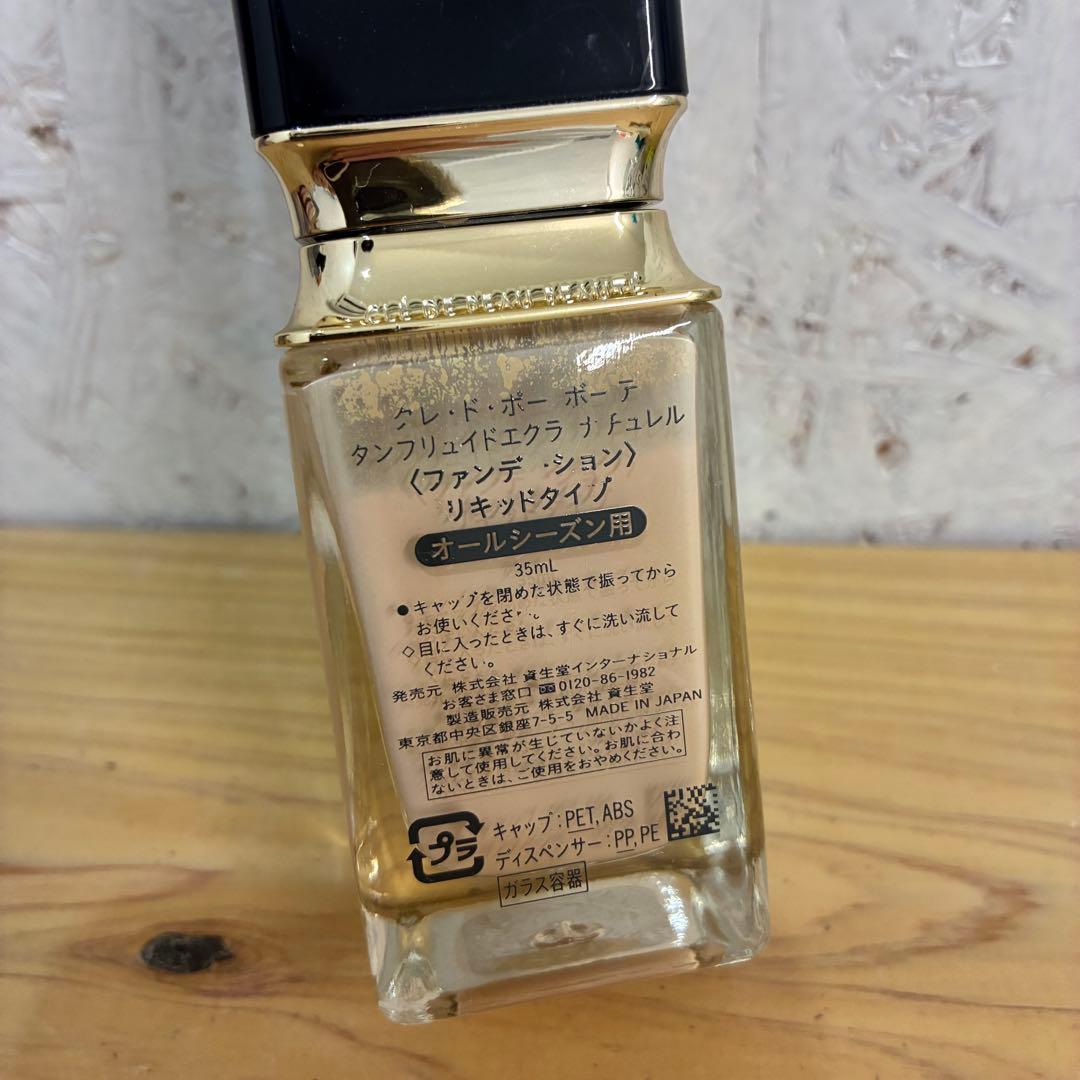 クレ・ド・ポー ボーテ
タンフリュイドエクラ ナチュレル
〈ファンデ ーション〉
リキッドタイプ
オールシーズン用
35mL
●キャップを閉めた状態で振ってから
お使いください。
◇目に入ったときは、すぐに洗い流して
ください。
発売元 株式会社 資生堂インターナショナル
お客さま窓口 0120-86-1982
製造販売元 株式会社 資生堂
東京都中央区銀座7-5-5 MADE IN JAPAN
お肌に異常が生じていないかよく注
意して使用してください。お肌に合わ
ないときは、ご使用をおやめください。
プラ
キャップ:PET,ABS
ディスペンサー:PP,PE
ガラス容器